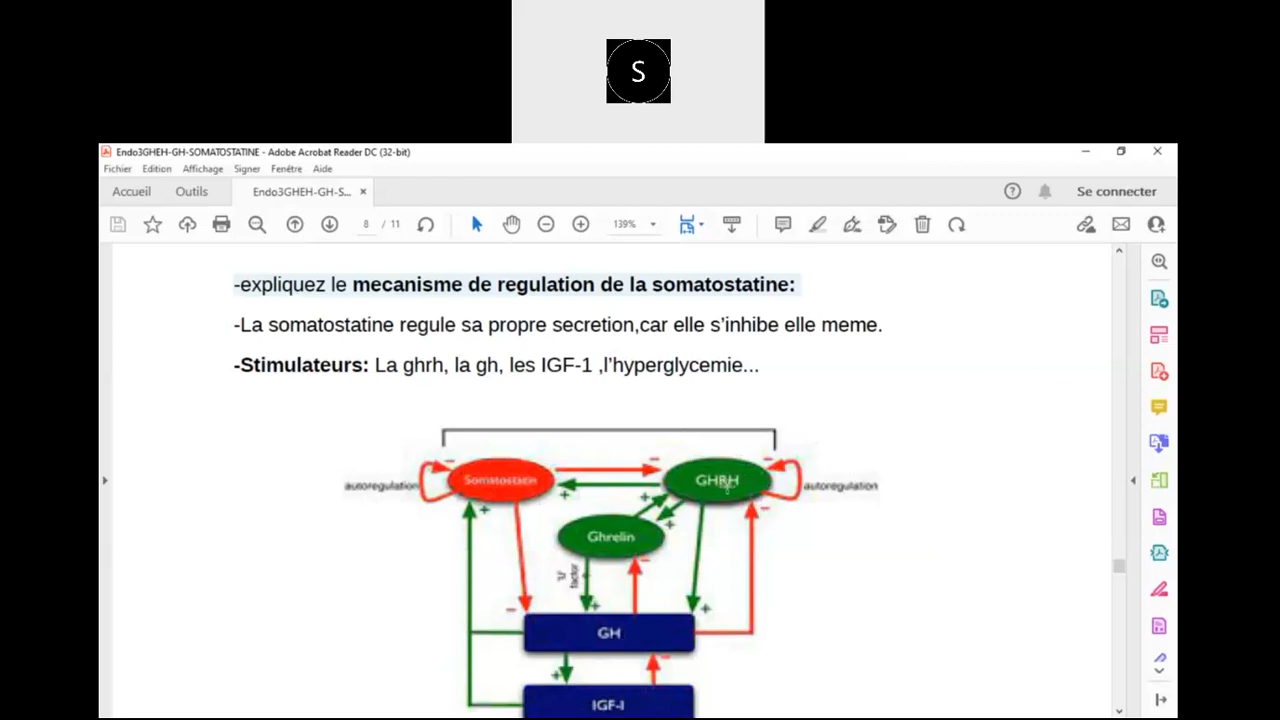 S
Endo3GHEH-GH-SOMATOSTATINE - Adobe Acrobat Reader DC (32-bit)
Fichier Edition Affichage Signer Fenêtre Aide
Accueil Outils Endo3GHEH-GH-S... × Se connecter
8 / 11 139%
-expliquez le mecanisme de regulation de la somatostatine:
-La somatostatine regule sa propre secretion,car elle s’inhibe elle meme.
-Stimulateurs: La ghrh, la gh, les IGF-1 ,l’hyperglycemie...
autoregulation Somatostatin GHRH autoregulation
Ghrelin
'U' factor
GH
IGF-I